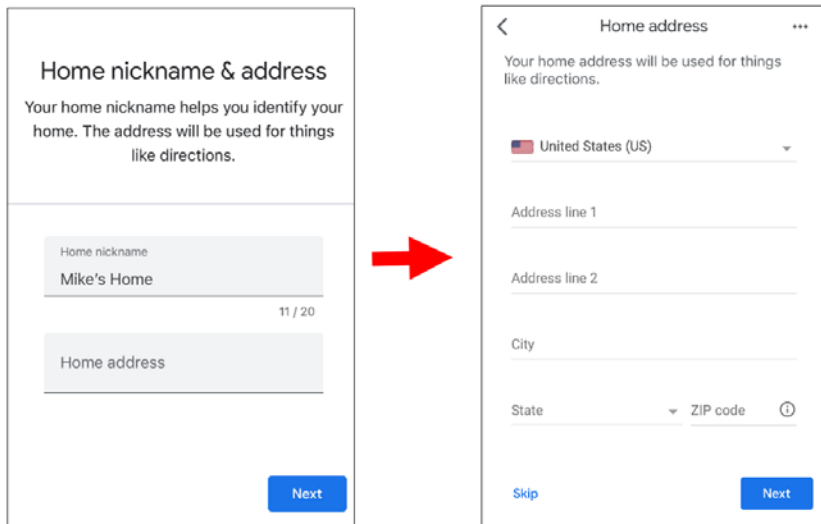 Home nickname & address
Your home nickname helps you identify your
home. The address will be used for things
like directions.
Home nickname
Mike's Home
11 / 20
Home address
Next
Home address
Your home address will be used for things
like directions.
United States (US)
Address line 1
Address line 2
City
State
ZIP code
Skip
Next